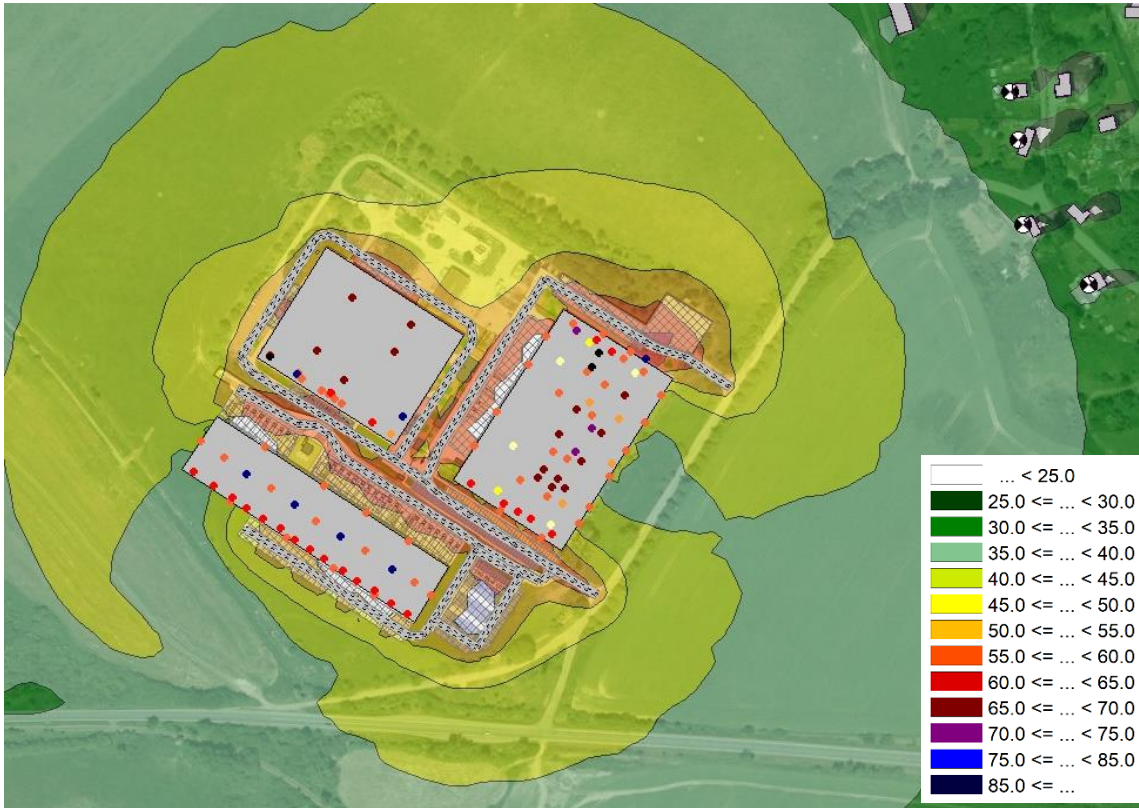 ... < 25.0
25.0 <= ... < 30.0
30.0 <= ... < 35.0
35.0 <= ... < 40.0
40.0 <= ... < 45.0
45.0 <= ... < 50.0
50.0 <= ... < 55.0
55.0 <= ... < 60.0
60.0 <= ... < 65.0
65.0 <= ... < 70.0
70.0 <= ... < 75.0
75.0 <= ... < 85.0
85.0 <= ...